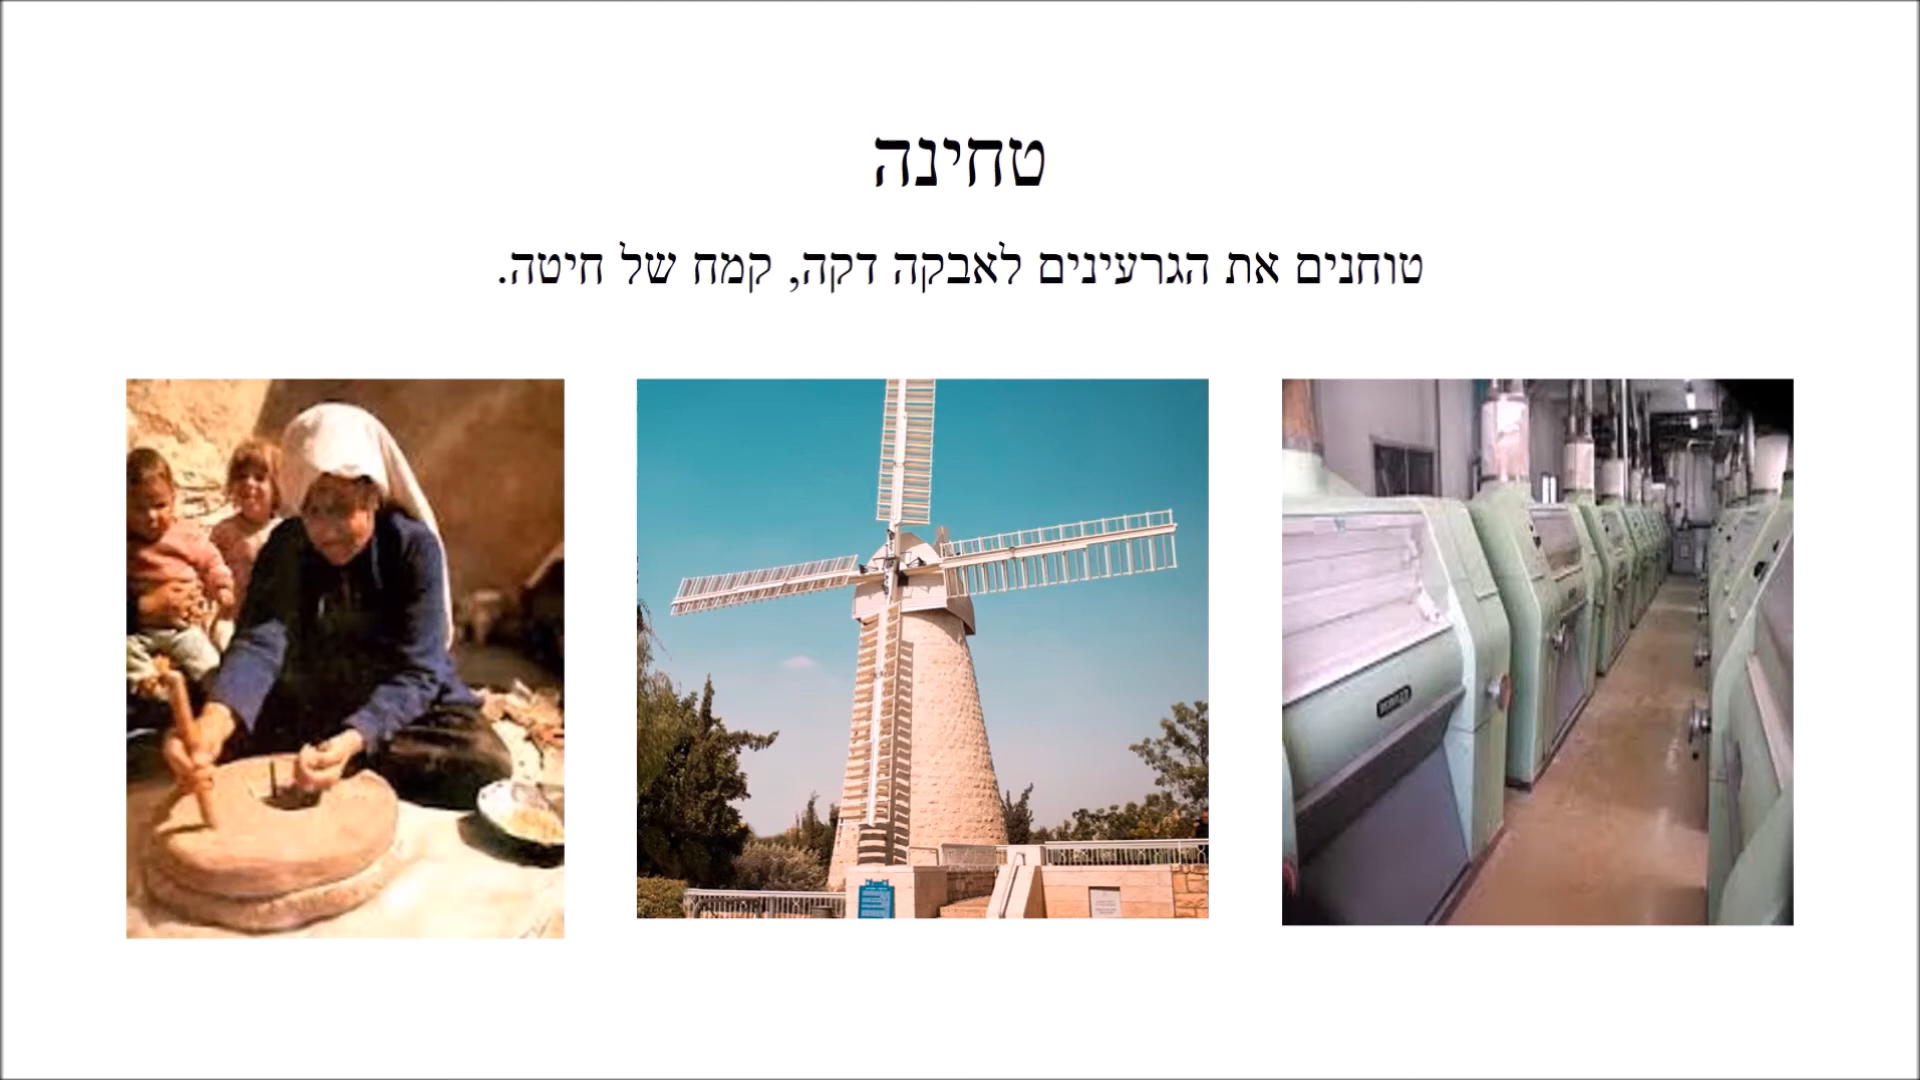 טחינה
טוחנים את הגרעינים לאבקה דקה, קמח של חיטה.